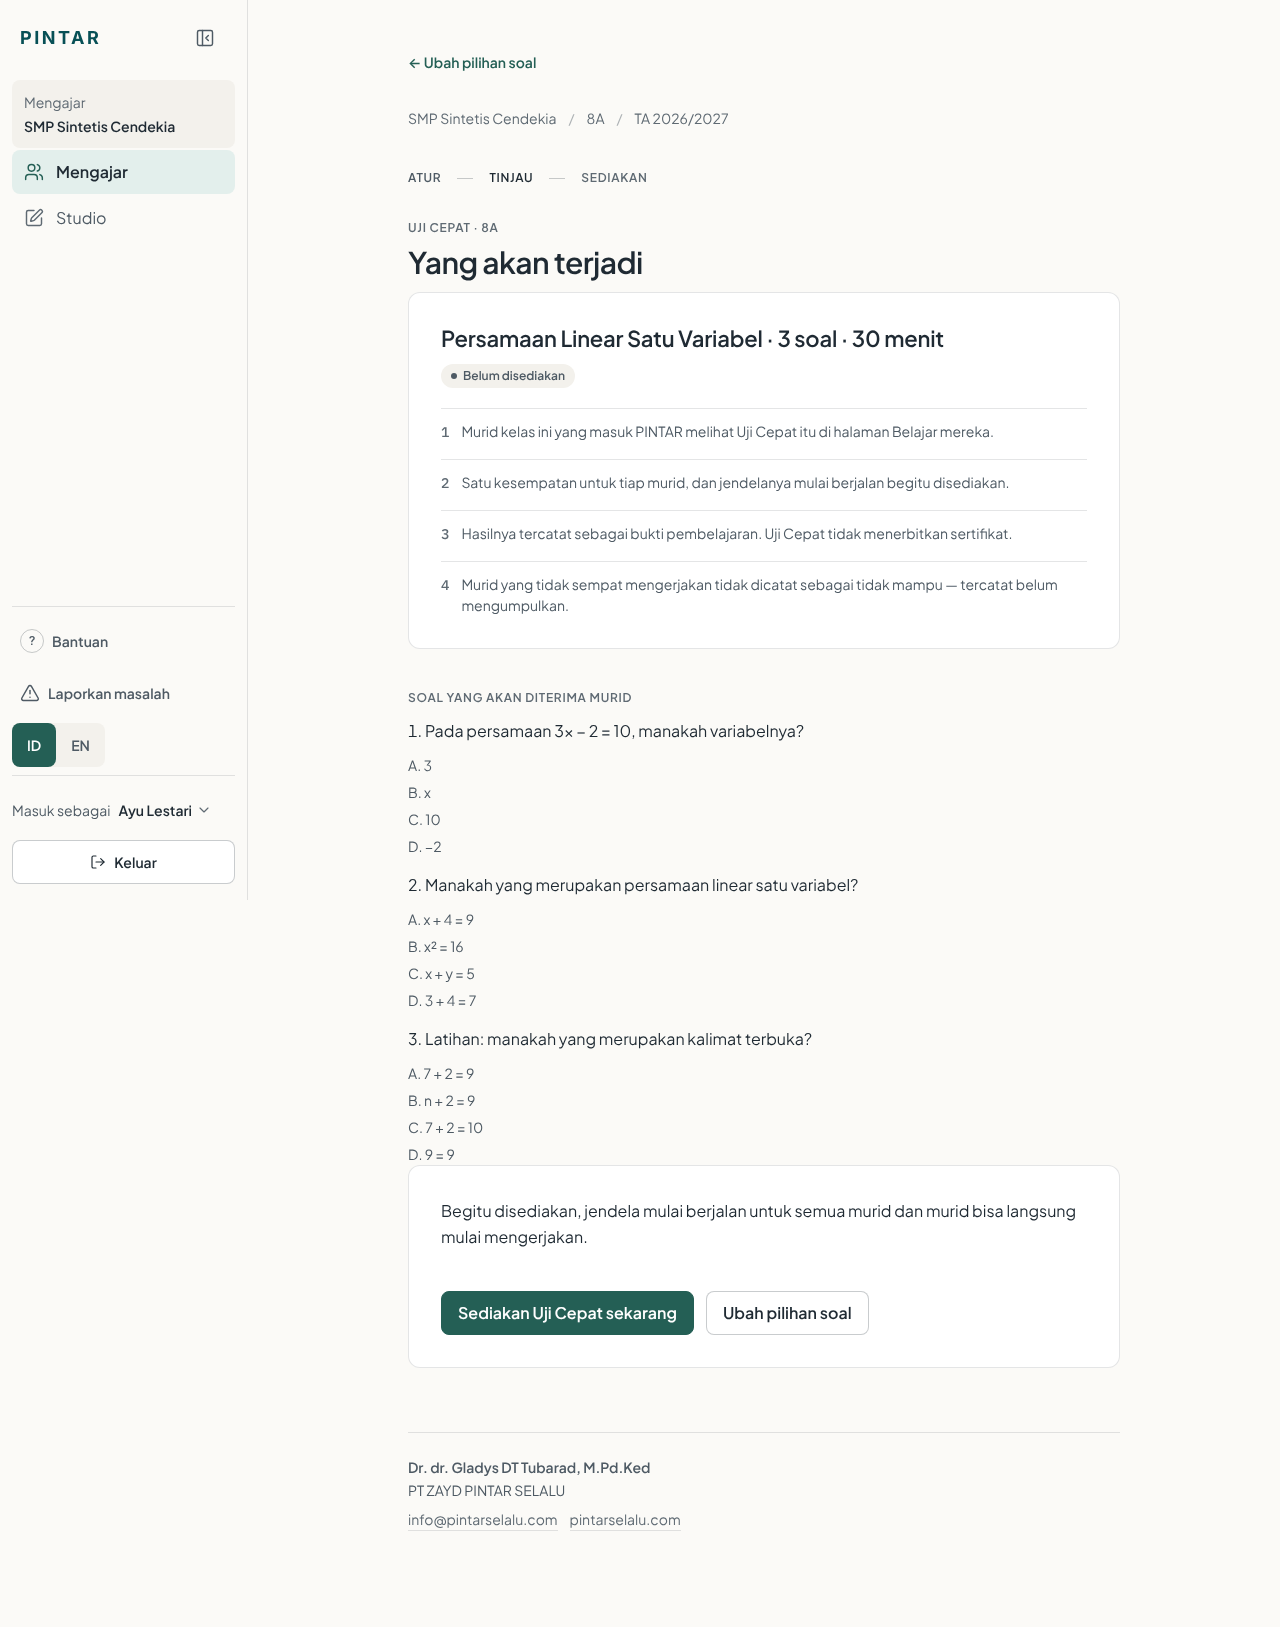 PINTAR
Mengajar
SMP Sintetis Cendekia
Mengajar
Studio
? Bantuan
Laporkan masalah
ID EN
Masuk sebagai Ayu Lestari
Keluar
← Ubah pilihan soal
SMP Sintetis Cendekia / 8A / TA 2026/2027
ATUR — TINJAU — SEDIAKAN
UJI CEPAT · 8A
Yang akan terjadi
Persamaan Linear Satu Variabel · 3 soal · 30 menit
Belum disediakan
1 Murid kelas ini yang masuk PINTAR melihat Uji Cepat itu di halaman Belajar mereka.
2 Satu kesempatan untuk tiap murid, dan jendelanya mulai berjalan begitu disediakan.
3 Hasilnya tercatat sebagai bukti pembelajaran. Uji Cepat tidak menerbitkan sertifikat.
4 Murid yang tidak sempat mengerjakan tidak dicatat sebagai tidak mampu — tercatat belum
mengumpulkan.
SOAL YANG AKAN DITERIMA MURID
1. Pada persamaan 3x − 2 = 10, manakah variabelnya?
A. 3
B. x
C. 10
D. −2
2. Manakah yang merupakan persamaan linear satu variabel?
A. x + 4 = 9
B. x² = 16
C. x + y = 5
D. 3 + 4 = 7
3. Latihan: manakah yang merupakan kalimat terbuka?
A. 7 + 2 = 9
B. n + 2 = 9
C. 7 + 2 = 10
D. 9 = 9
Begitu disediakan, jendela mulai berjalan untuk semua murid dan murid bisa langsung
mulai mengerjakan.
Sediakan Uji Cepat sekarang Ubah pilihan soal
Dr. dr. Gladys DT Tubarad, M.Pd.Ked
PT ZAYD PINTAR SELALU
info@pintarselalu.com pintarselalu.com